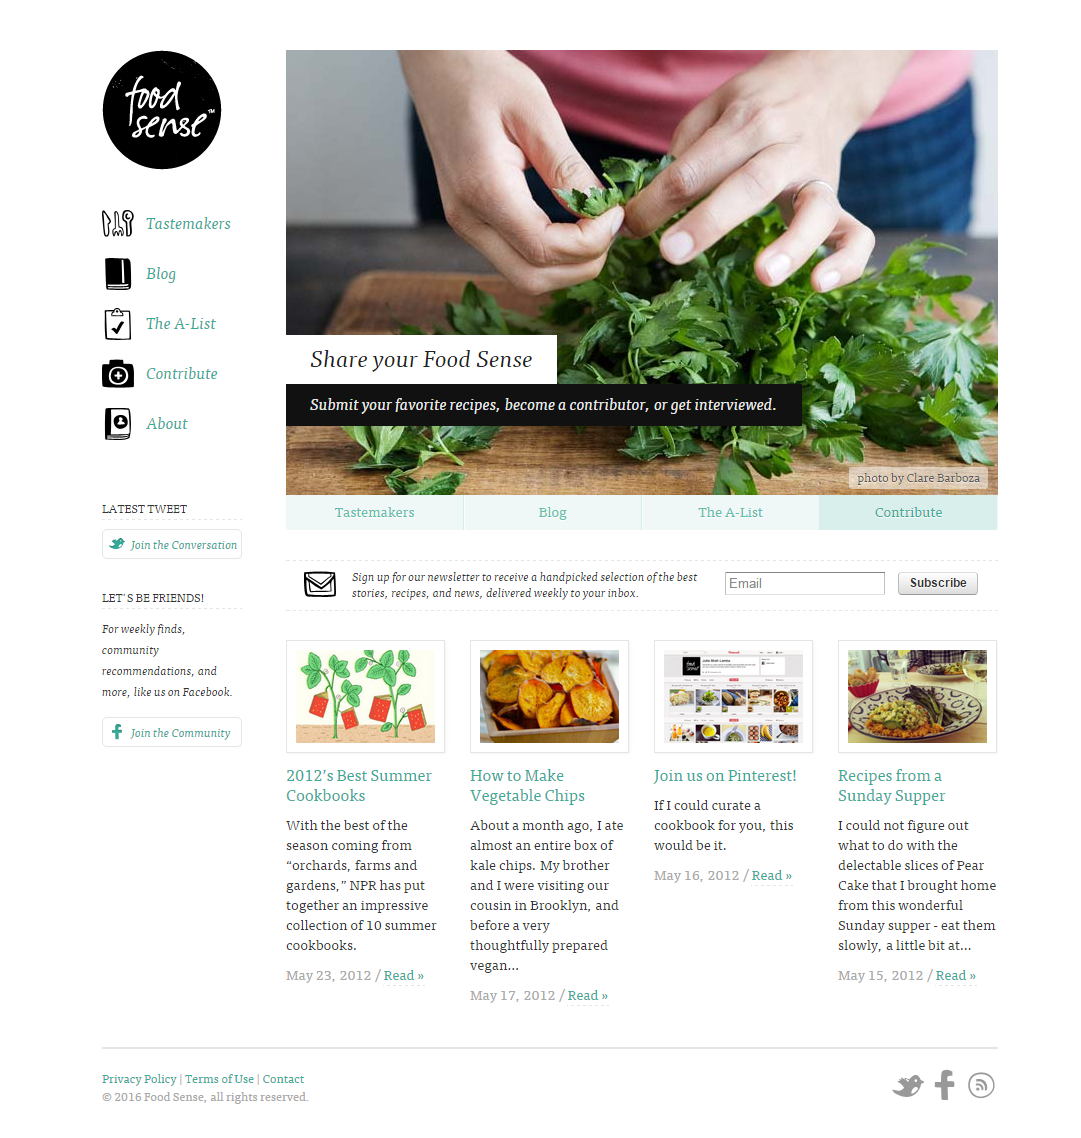 food
sense™
Tastemakers
Blog
The A-List
Contribute
About
LATEST TWEET
Join the Conversation
LET'S BE FRIENDS!
For weekly finds,
community
recommendations, and
more, like us on Facebook.
Join the Community
Share your Food Sense
Submit your favorite recipes, become a contributor, or get interviewed.
photo by Clare Barboza
Tastemakers Blog The A-List Contribute
Sign up for our newsletter to receive a handpicked selection of the best
stories, recipes, and news, delivered weekly to your inbox.
Email Subscribe
2012's Best Summer
Cookbooks
With the best of the
season coming from
“orchards, farms and
gardens,” NPR has put
together an impressive
collection of 10 summer
cookbooks.
May 23, 2012 / Read »
How to Make
Vegetable Chips
About a month ago, I ate
almost an entire box of
kale chips. My brother
and I were visiting our
cousin in Brooklyn, and
before a very
thoughtfully prepared
vegan...
May 17, 2012 / Read »
food
sense
Join us on Pinterest!
If I could curate a
cookbook for you, this
would be it.
May 16, 2012 / Read »
Recipes from a
Sunday Supper
I could not figure out
what to do with the
delectable slices of Pear
Cake that I brought home
from this wonderful
Sunday supper - eat them
slowly, a little bit at...
May 15, 2012 / Read »
Privacy Policy | Terms of Use | Contact
© 2016 Food Sense, all rights reserved.